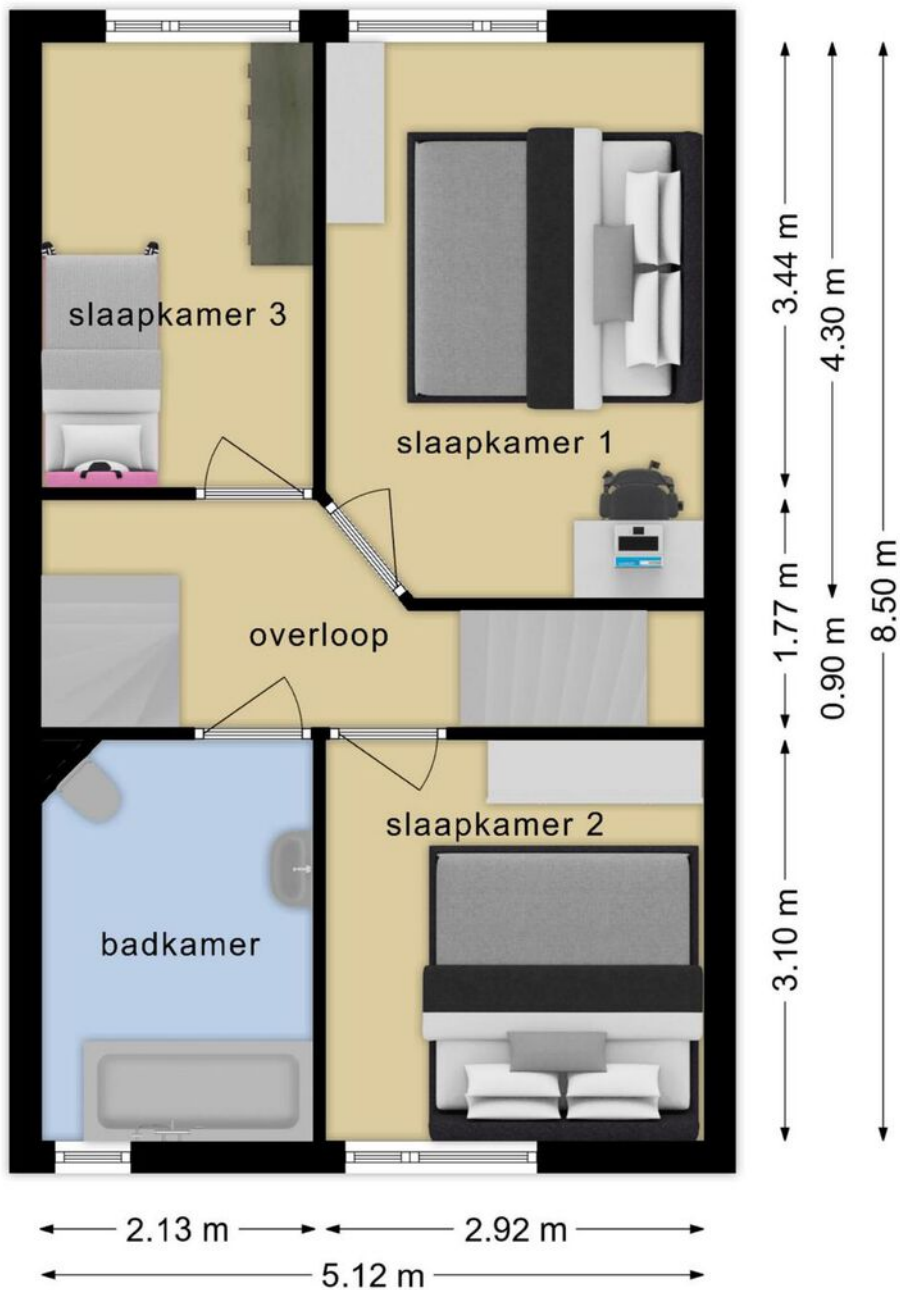 slaapkamer 3
slaapkamer 1
overloop
slaapkamer 2
badkamer
3.44 m
4.30 m
1.77 m
0.90 m
8.50 m
3.10 m
2.13 m
2.92 m
5.12 m